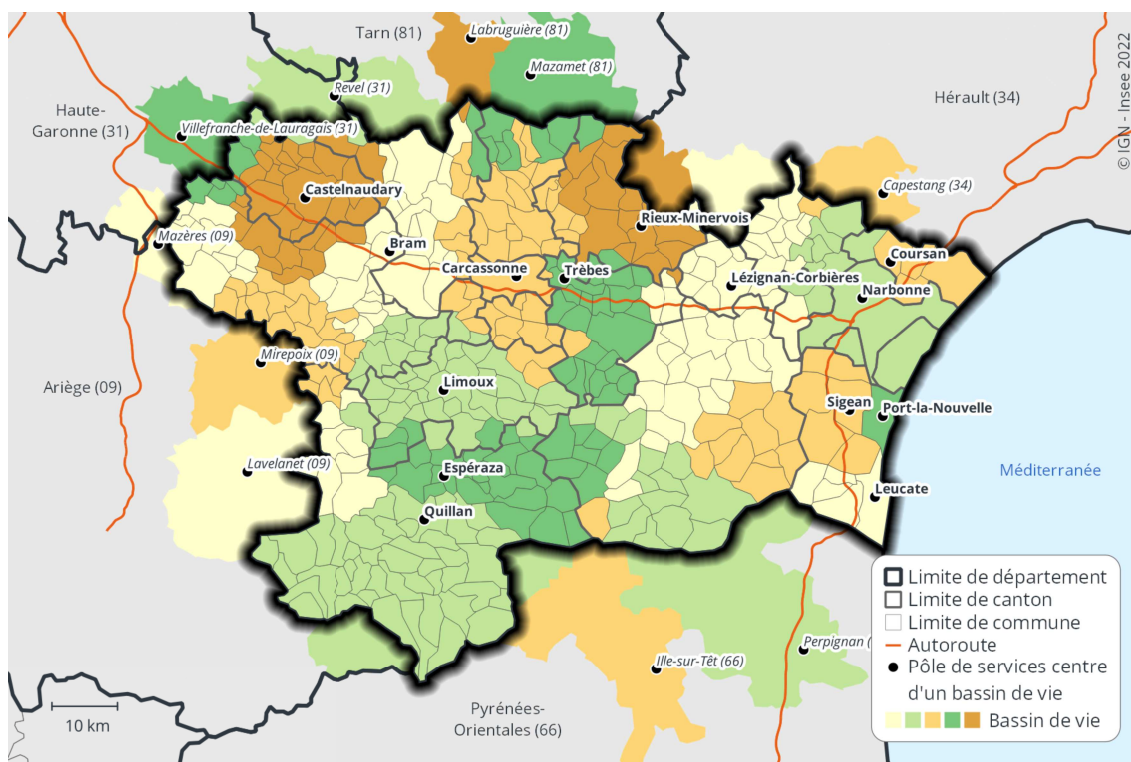 Tarn (81)
Labruguière (81)
Mazamet (81)
Revel (31)
Hérault (34)
© IGN - Insee 2022
Haute-
Garonne (31)
Villefranche-de-Lauragais (31)
Castelnaudary
Capestang (34)
Mazères (09)
Bram
Rieux-Minervois
Carcassonne
Trèbes
Lézignan-Corbières
Coursan
Narbonne
Mirepoix (09)
Ariège (09)
Limoux
Sigean
Port-la-Nouvelle
Lavelanet (09)
Espéraza
Quillan
Leucate
Méditerranée
Perpignan (
Ille-sur-Têt (66)
Pyrénées-
Orientales (66)
10 km
Limite de département
Limite de canton
Limite de commune
Autoroute
Pôle de services centre
d'un bassin de vie
Bassin de vie